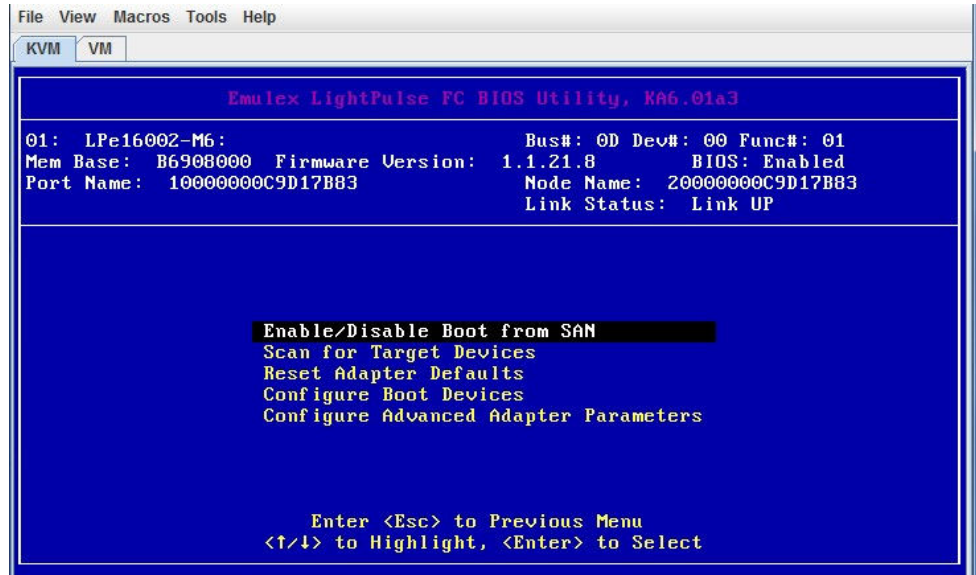 File View Macros Tools Help
KVM VM
Emulex LightPulse FC BIOS Utility, KA6.01a3
01: LPe16002-M6: Bus#: 0D Dev#: 00 Func#: 01
Mem Base: B6908000 Firmware Version: 1.1.21.8 BIOS: Enabled
Port Name: 10000000C9D17B83 Node Name: 20000000C9D17B83
Link Status: Link UP
Enable/Disable Boot from SAN
Scan for Target Devices
Reset Adapter Defaults
Configure Boot Devices
Configure Advanced Adapter Parameters
Enter <Esc> to Previous Menu
<↑/↓> to Highlight, <Enter> to Select